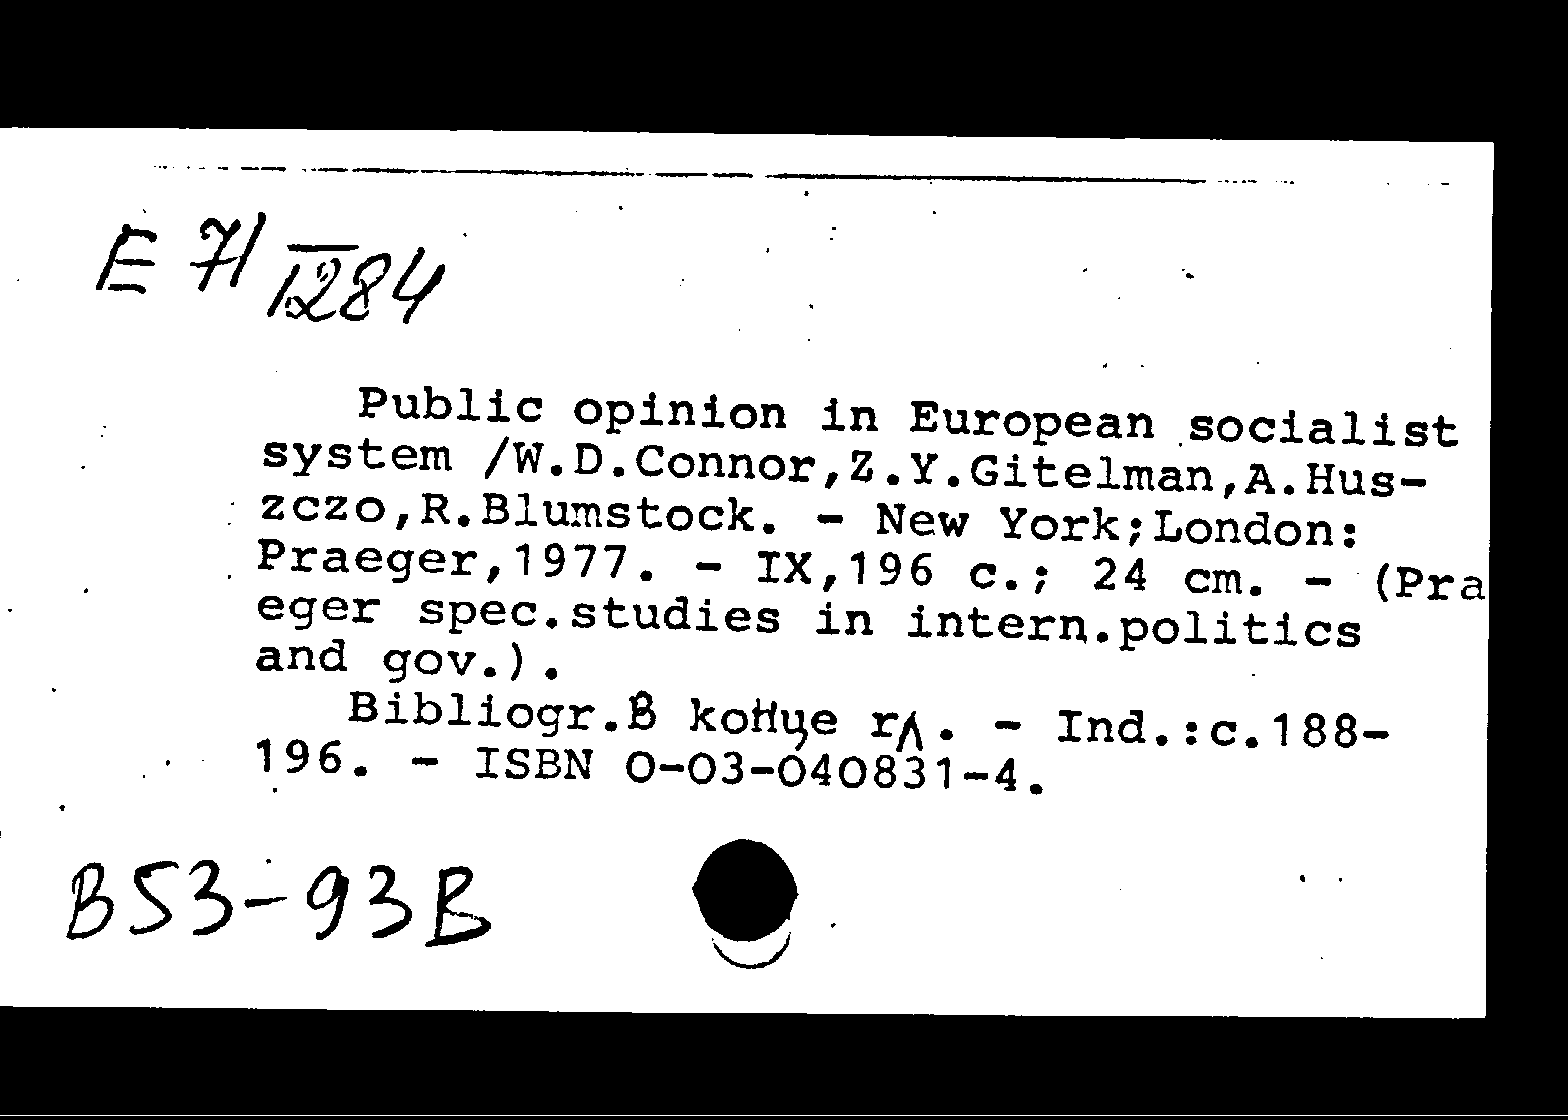 E 71/1284
Public opinion in European socialist
system /W.D.Connor,Z.Y.Gitelman,A.Hus-
zczo,R.Blumstock. - New York;London:
Praeger,1977. - IX,196 c.; 24 cm. - (Pra
eger spec.studies in intern.politics
and gov.).
Bibliogr.в конце гл. - Ind.:c.188-
196. - ISBN 0-03-040831-4.
B53-93B